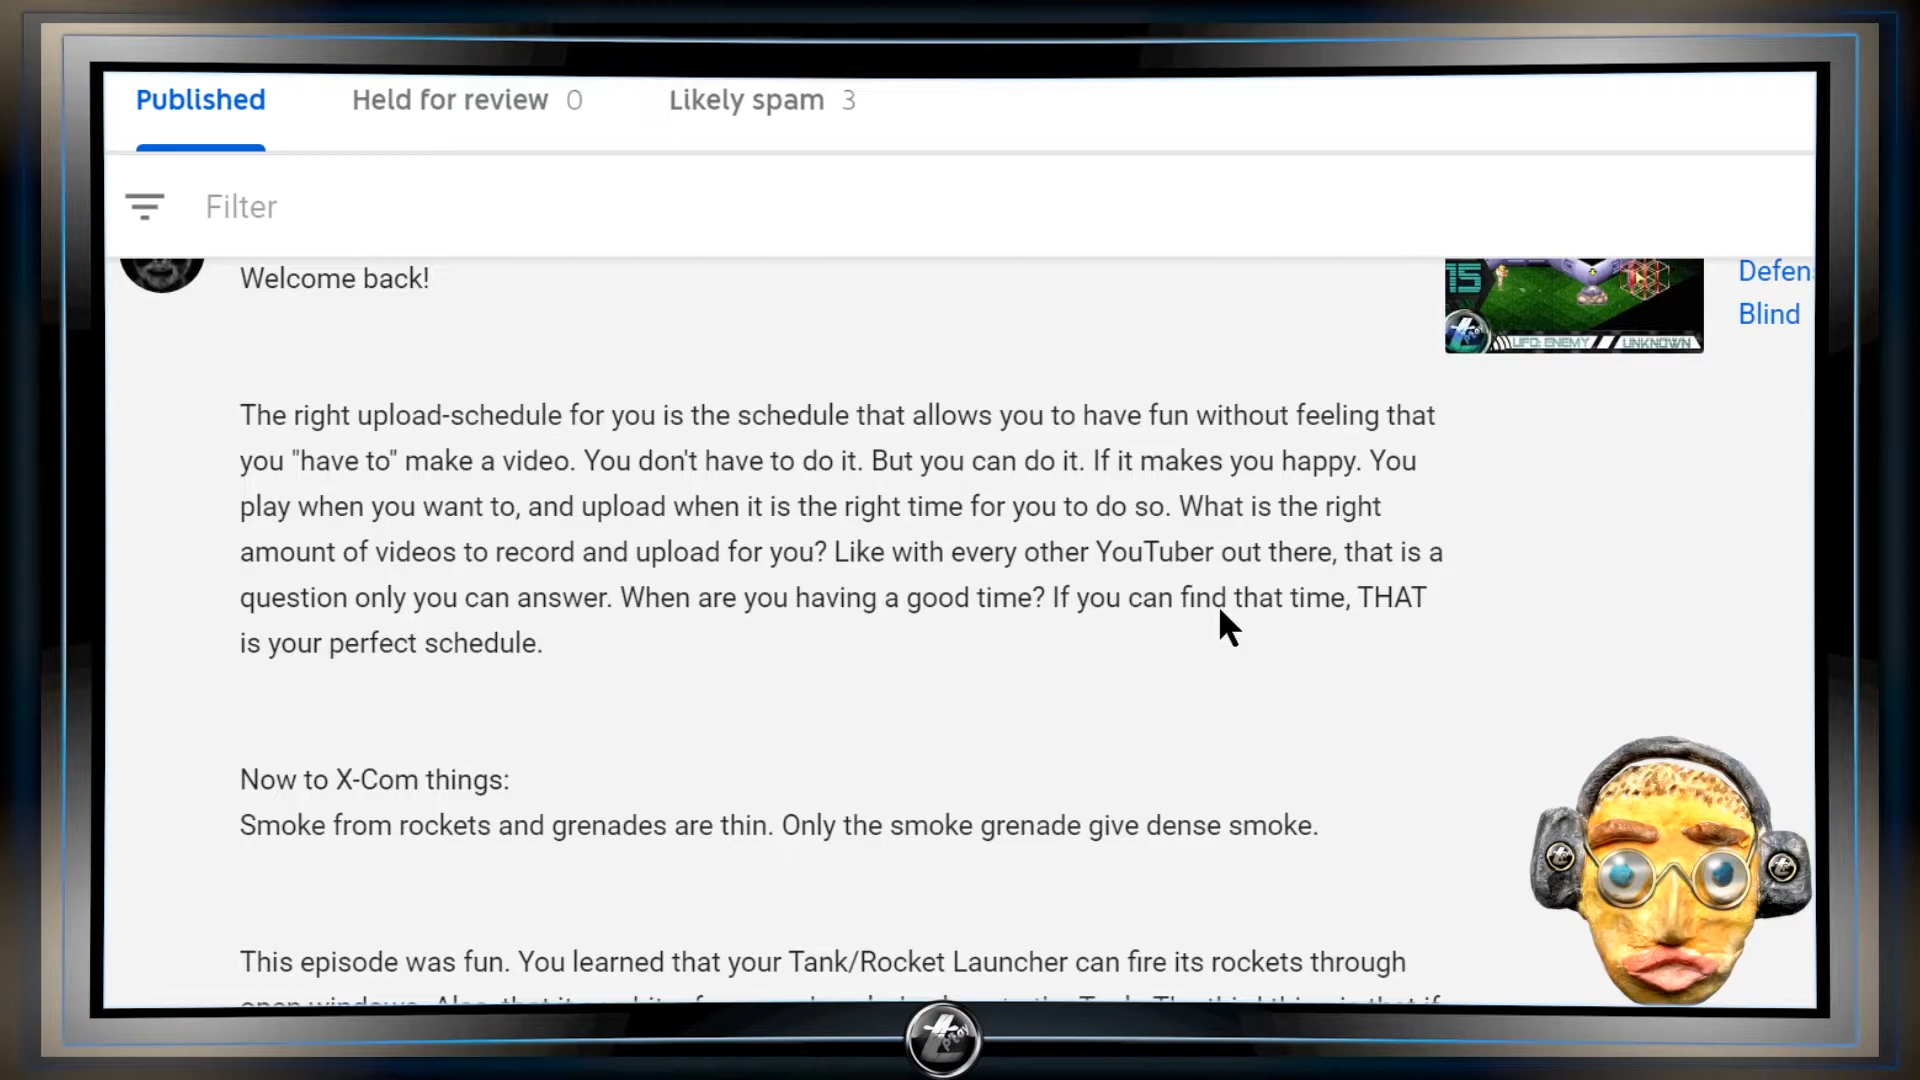 Published Held for review 0 Likely spam 3
Filter
Welcome back!
15
UFO: ENEMY UNKNOWN
Defen
Blind
The right upload-schedule for you is the schedule that allows you to have fun without feeling that
you "have to" make a video. You don't have to do it. But you can do it. If it makes you happy. You
play when you want to, and upload when it is the right time for you to do so. What is the right
amount of videos to record and upload for you? Like with every other YouTuber out there, that is a
question only you can answer. When are you having a good time? If you can find that time, THAT
is your perfect schedule.
Now to X-Com things:
Smoke from rockets and grenades are thin. Only the smoke grenade give dense smoke.
This episode was fun. You learned that your Tank/Rocket Launcher can fire its rockets through